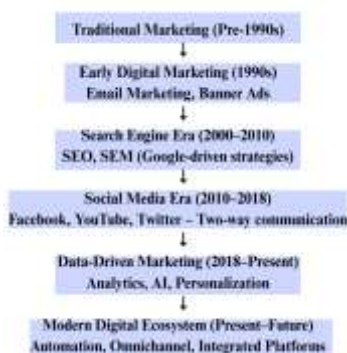 Traditional Marketing (Pre-1990s)
Early Digital Marketing (1990s)
Email Marketing, Banner Ads
Search Engine Era (2000–2010)
SEO, SEM (Google-driven strategies)
Social Media Era (2010–2018)
Facebook, YouTube, Twitter – Two-way communication
Data-Driven Marketing (2018–Present)
Analytics, AI, Personalization
Modern Digital Ecosystem (Present–Future)
Automation, Omnichannel, Integrated Platforms